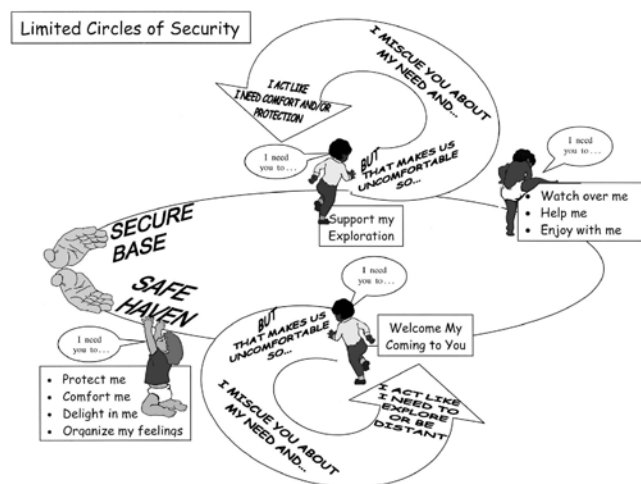 Limited Circles of Security
I MISCUE YOU ABOUT
MY NEED AND...
I ACT LIKE
I NEED COMFORT AND/OR
PROTECTION
BUT
THAT MAKES US
UNCOMFORTABLE
SO...
I need
you to . . .
I need
you to . . .
Support my
Exploration
• Watch over me
• Help me
• Enjoy with me
SECURE
BASE
SAFE
HAVEN
I need
you to . . .
I need
you to . . .
• Protect me
• Comfort me
• Delight in me
• Organize my feelings
BUT
THAT MAKES US
UNCOMFORTABLE
SO...
Welcome My
Coming to You
I MISCUE YOU ABOUT
MY NEED AND...
I ACT LIKE
I NEED TO
EXPLORE
OR BE
DISTANT